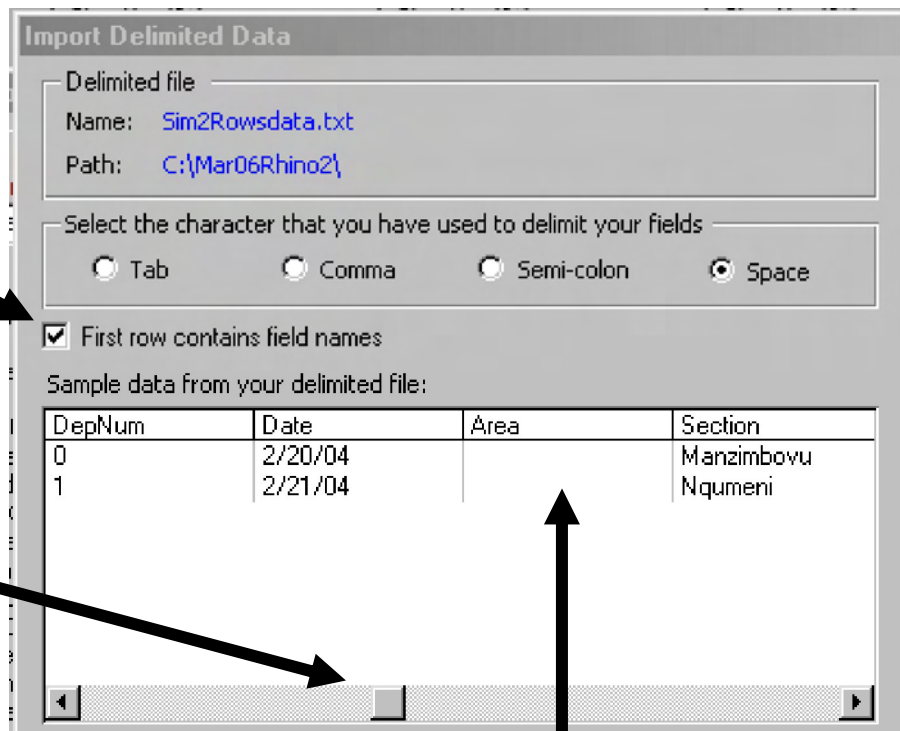 Import Delimited Data
Delimited file
Name: Sim2Rowsdata.txt
Path: C:\Mar06Rhino2\
Select the character that you have used to delimit your fields
Tab Comma Semi-colon Space
First row contains field names
Sample data from your delimited file:
DepNum Date Area Section
0 2/20/04 Manzimbovu
1 2/21/04 Nqumeni